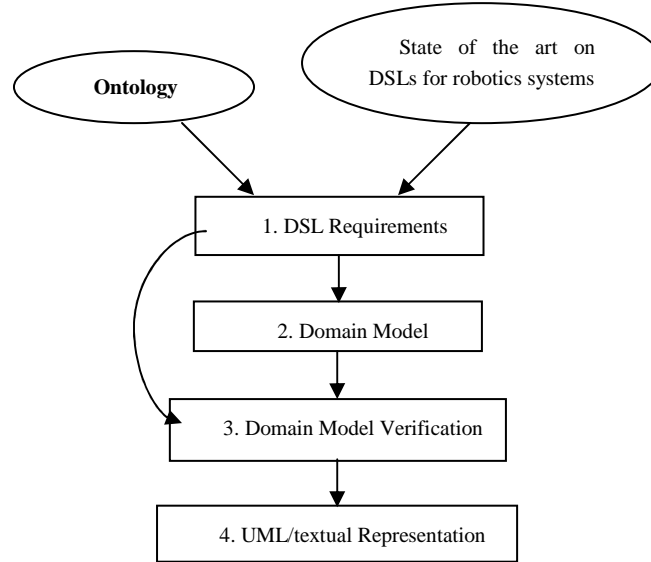 Ontology
State of the art on
DSLs for robotics systems
1. DSL Requirements
2. Domain Model
3. Domain Model Verification
4. UML/textual Representation